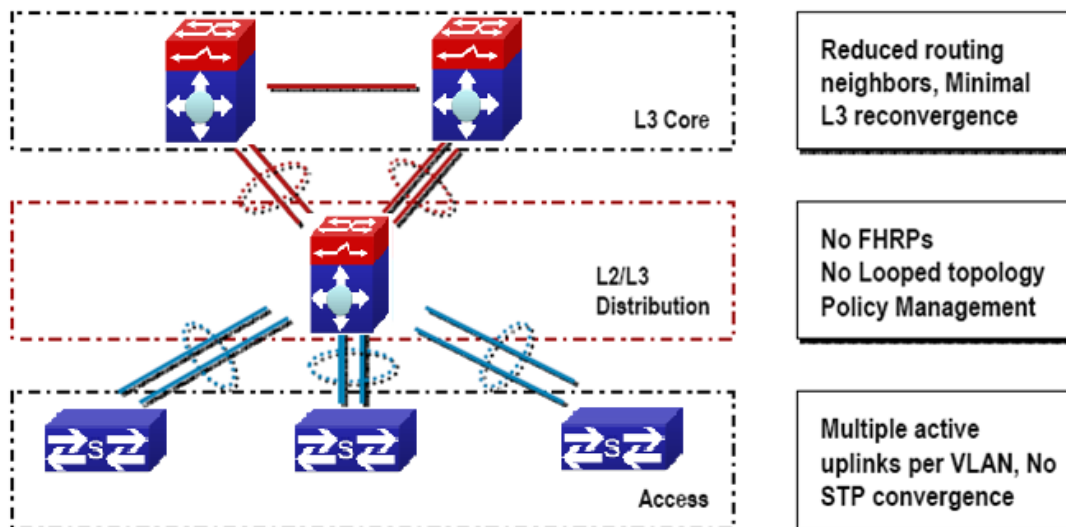 L3 Core
Reduced routing
neighbors, Minimal
L3 reconvergence
L2/L3
Distribution
No FHRPs
No Looped topology
Policy Management
S
S
S
Access
Multiple active
uplinks per VLAN, No
STP convergence